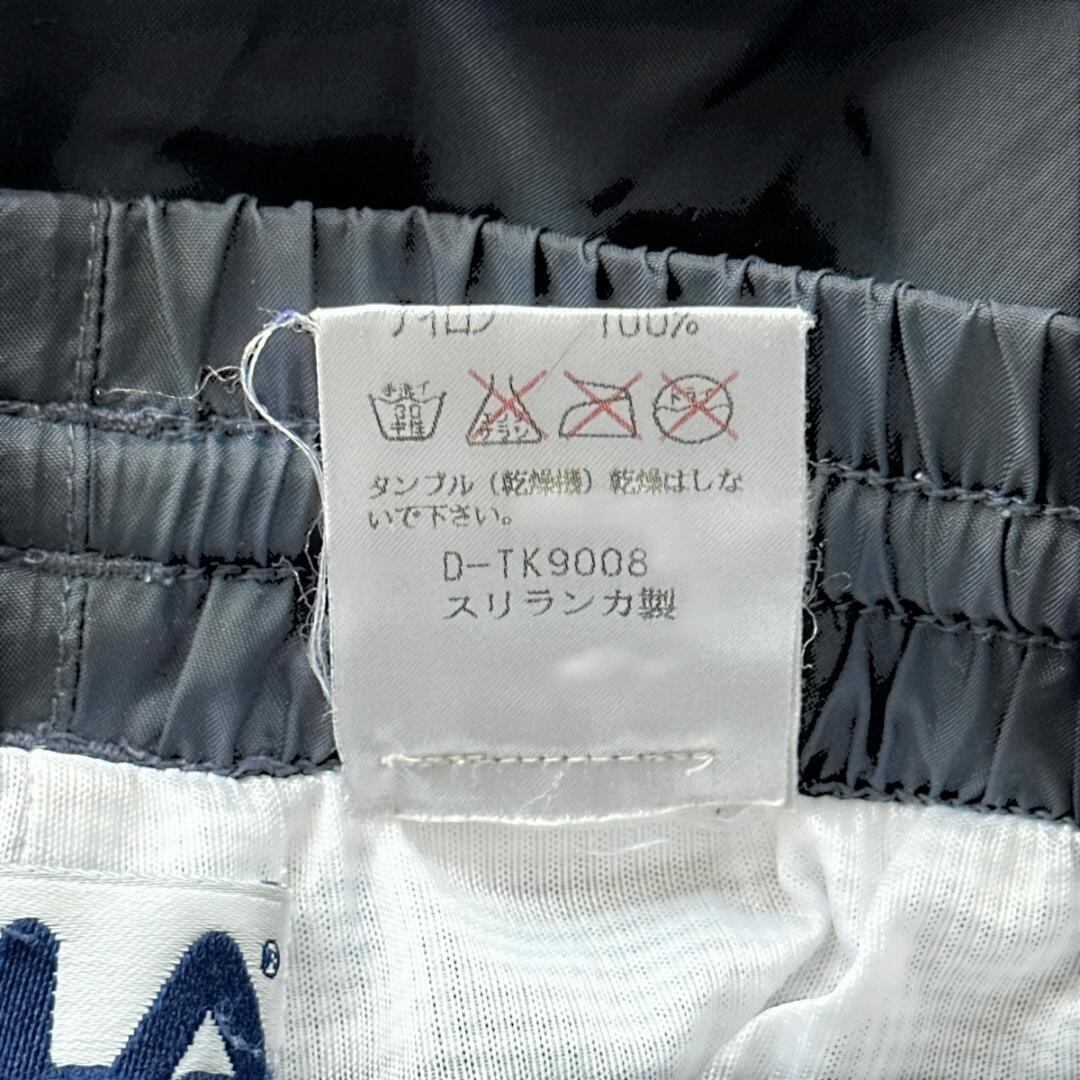 ナイロン 100%
手洗イ 30 中性
エンソサラシ
ドライ
タンブル（乾燥機）乾燥はしな
いで下さい。
D-TK9008
スリランカ製
®